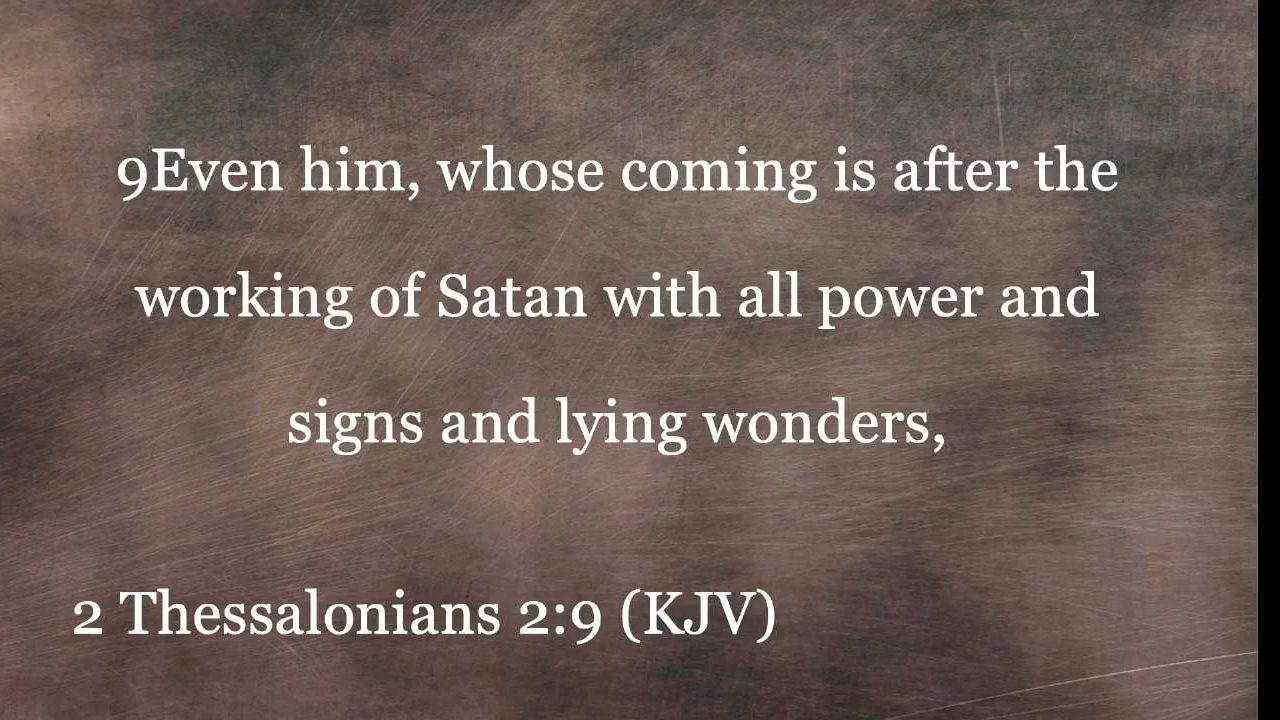 9Even him, whose coming is after the
working of Satan with all power and
signs and lying wonders,
2 Thessalonians 2:9 (KJV)